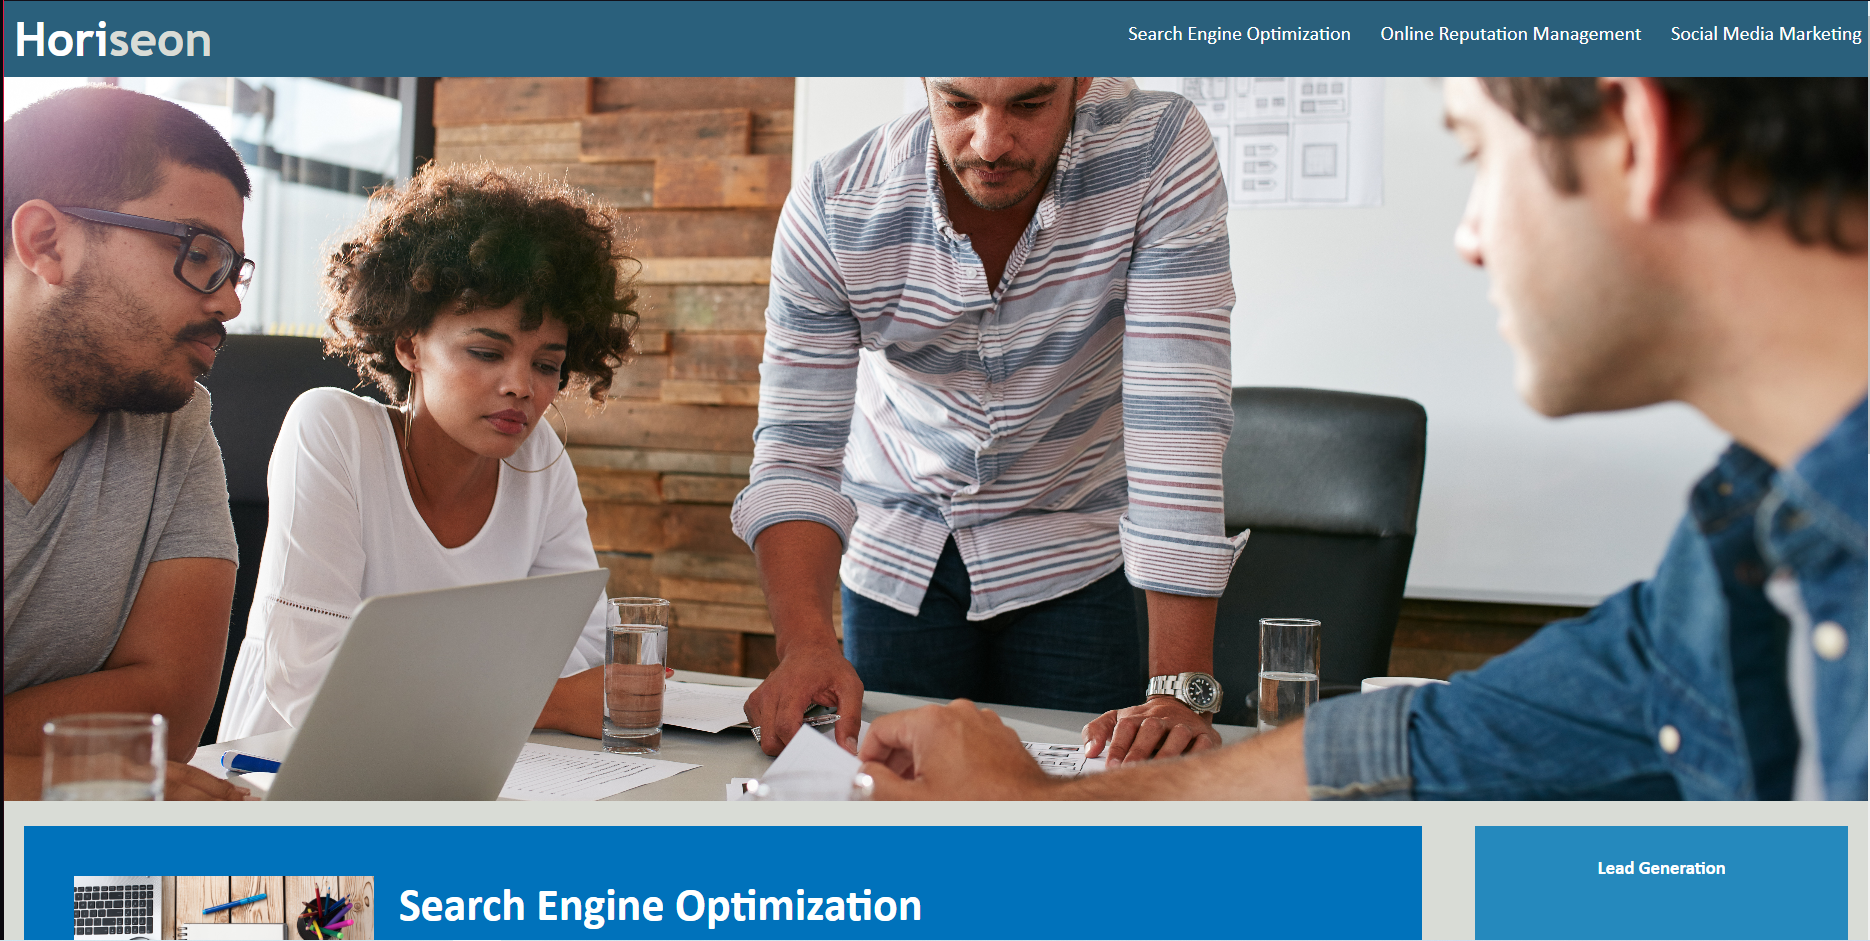 Horiseon
Search Engine Optimization Online Reputation Management Social Media Marketing
Search Engine Optimization
Lead Generation